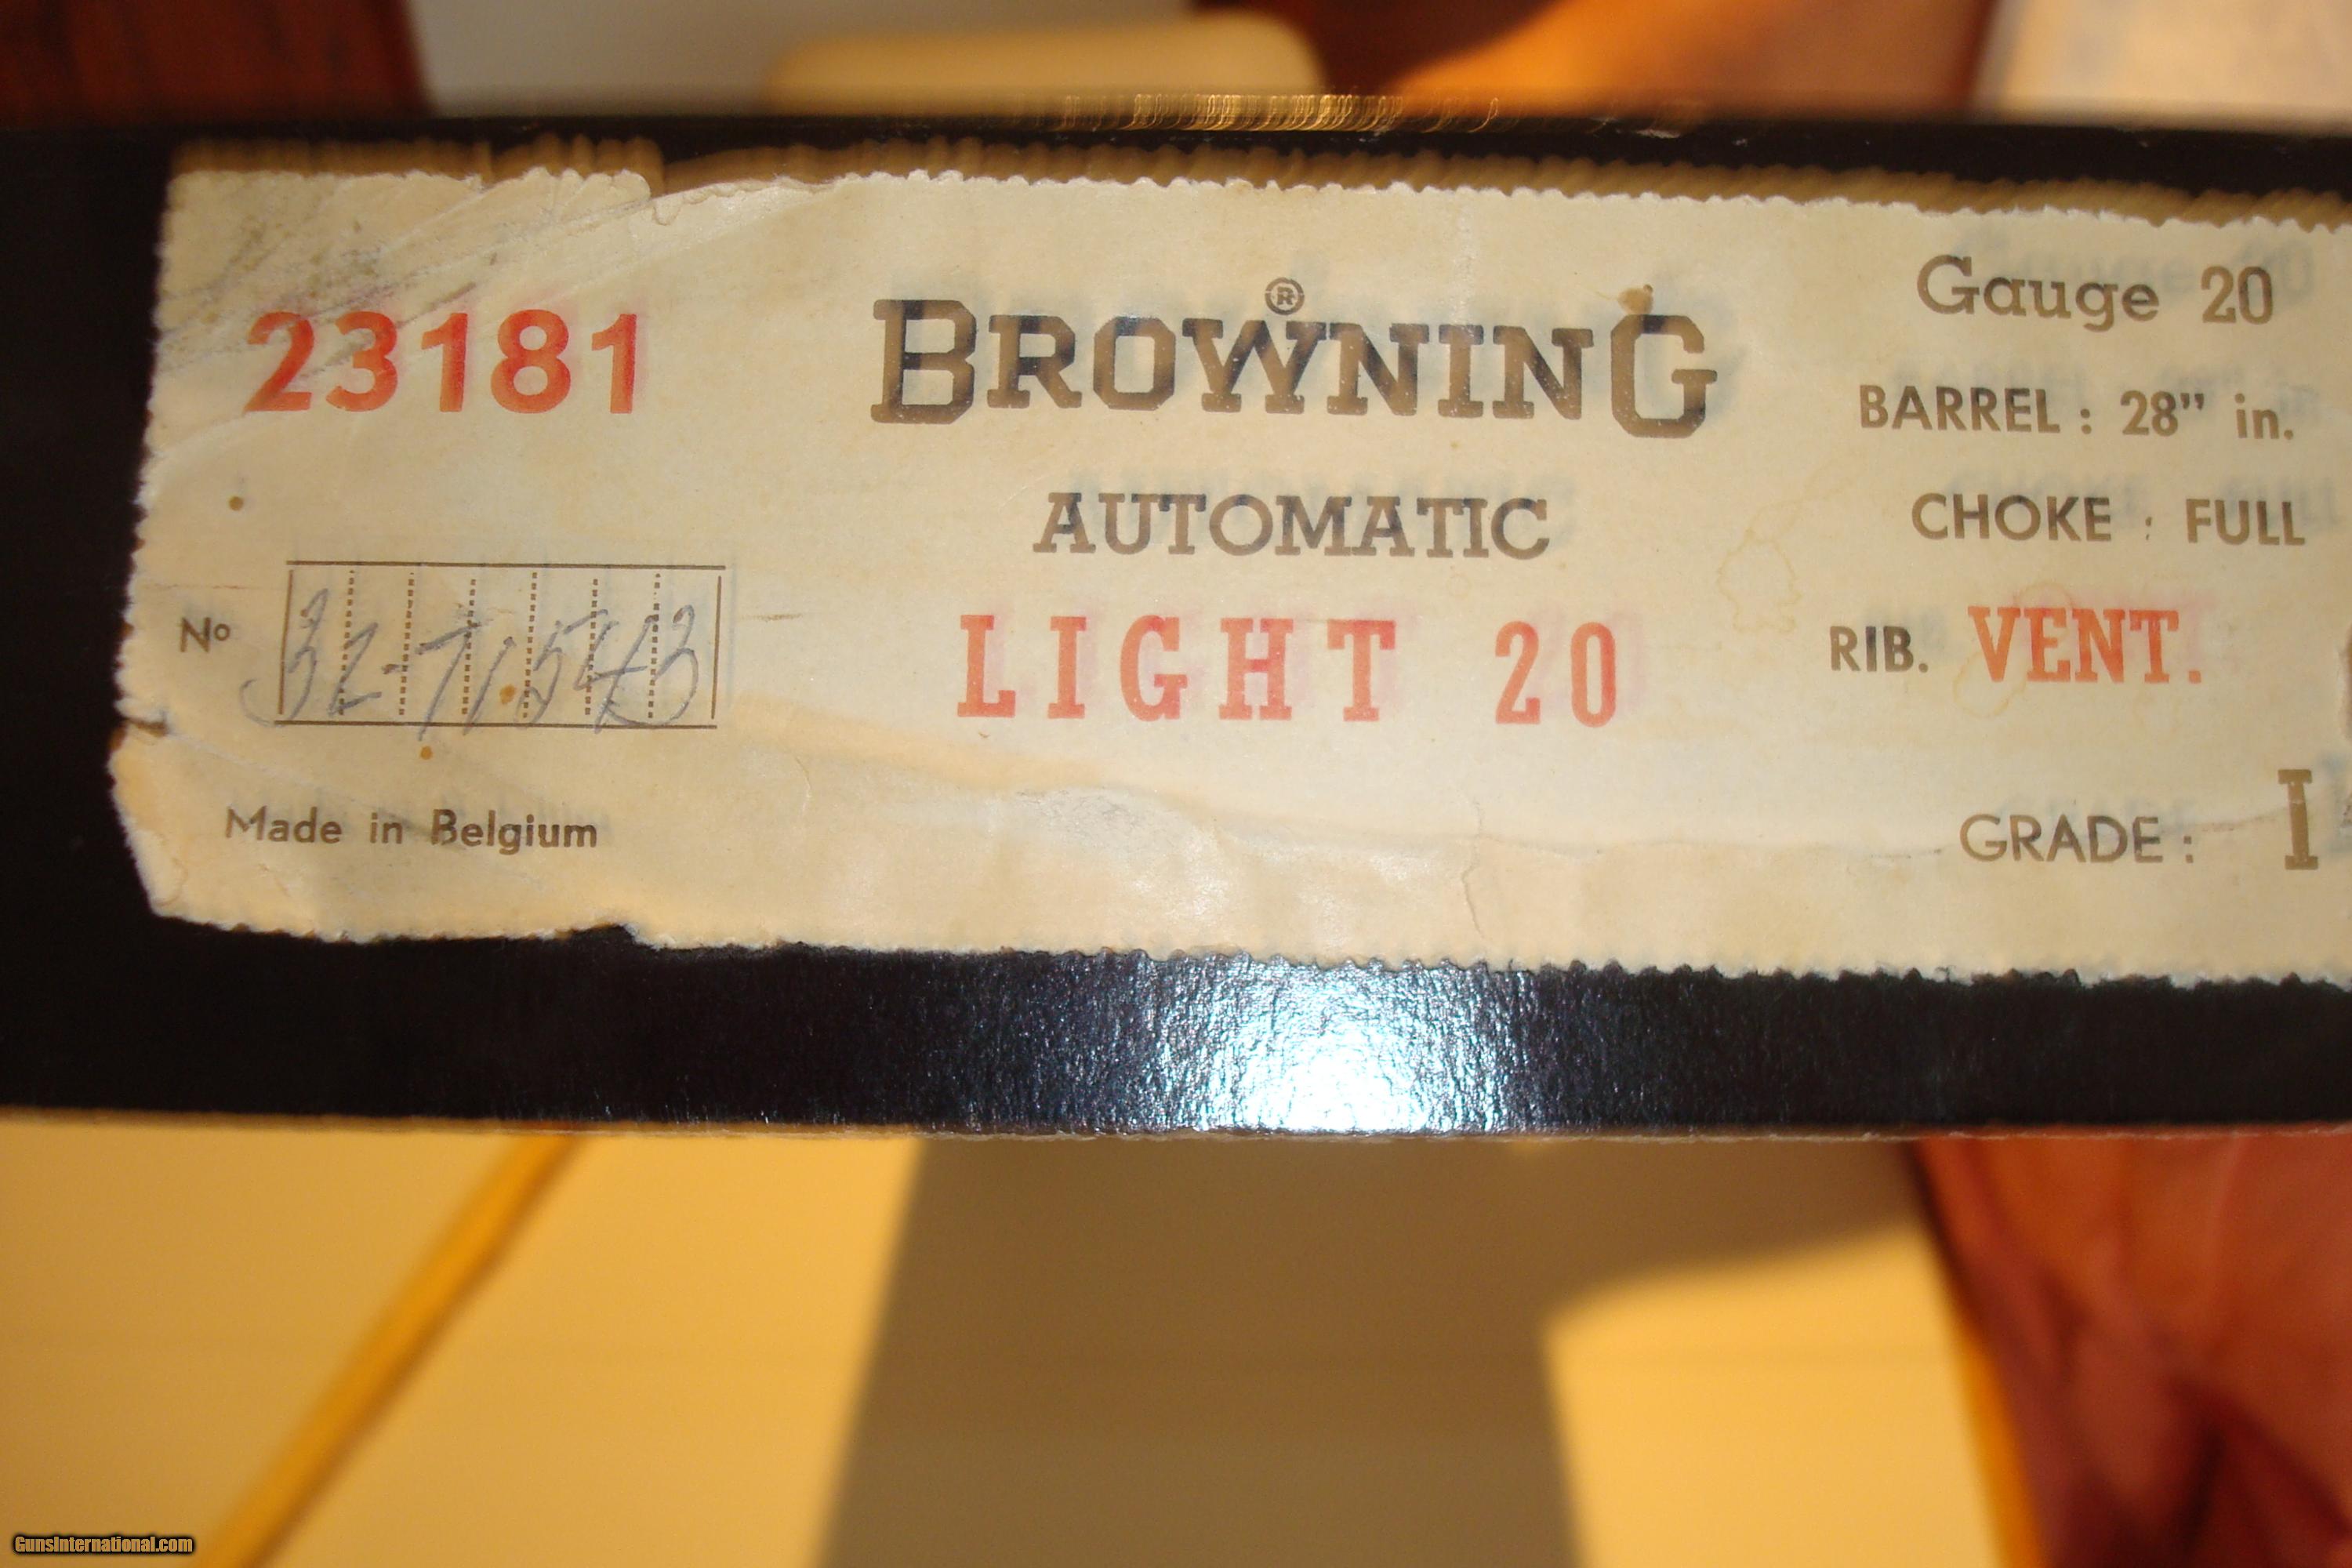 23181
No 32-71543
Made in Belgium
BROWNING®
AUTOMATIC
LIGHT 20
Gauge 20
BARREL : 28" in.
CHOKE : FULL
RIB. VENT.
GRADE : I
GunsInternational.com